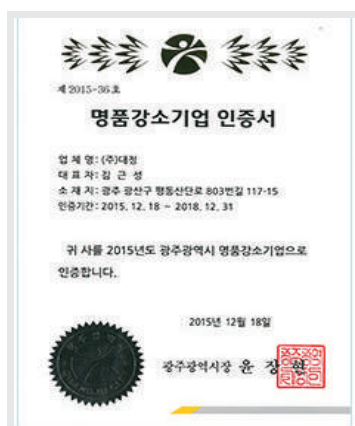 제 2015-36호
명품강소기업 인증서
업 체 명: (주)대청
대 표 자: 김 근 성
소 재 지: 광주 광산구 평동산단로 803번길 117-15
인증기간: 2015. 12. 18 ~ 2018. 12. 31
귀 사를 2015년도 광주광역시 명품강소기업으로
인증합니다.
2015년 12월 18일
광주광역시장 윤 장 현